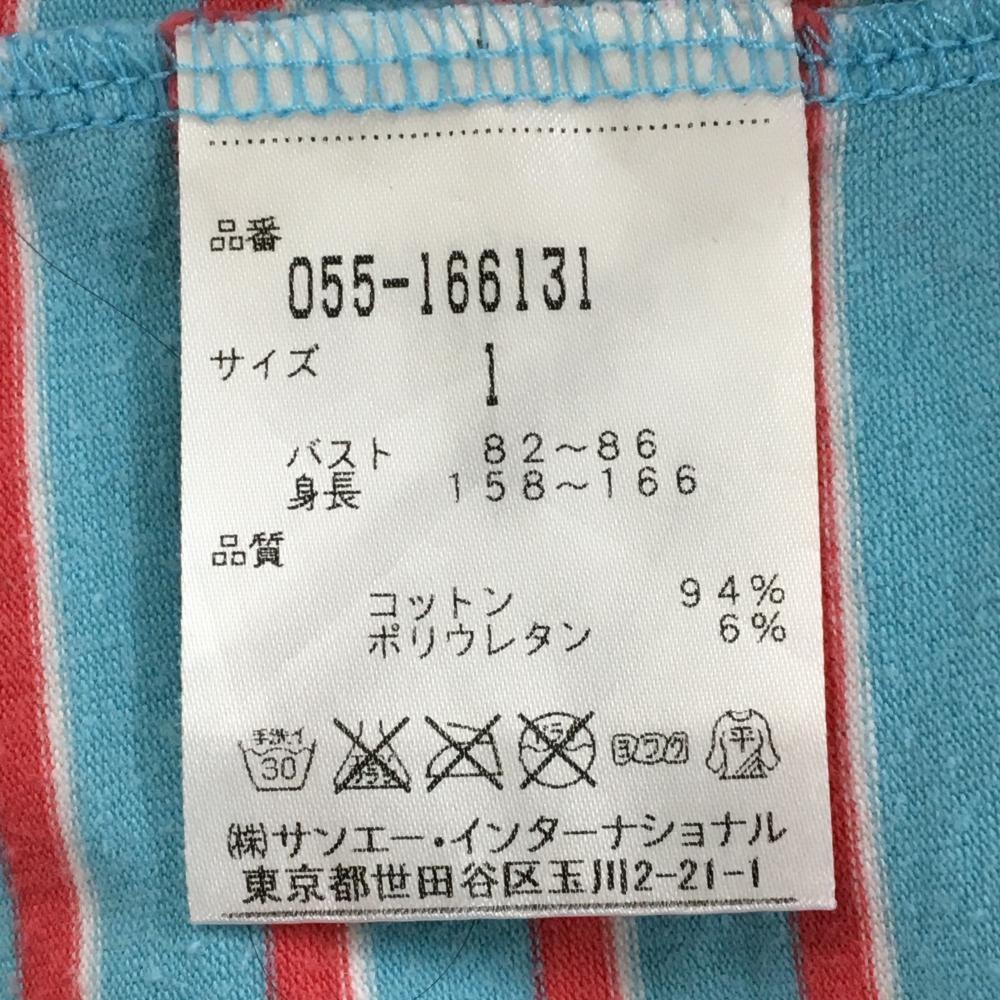 品番
055-166131
サイズ 1
バスト 82～86
身長 158～166
品質
コットン 94%
ポリウレタン 6%
手洗イ 30 平
㈱サンエー・インターナショナル
東京都世田谷区玉川2-21-1